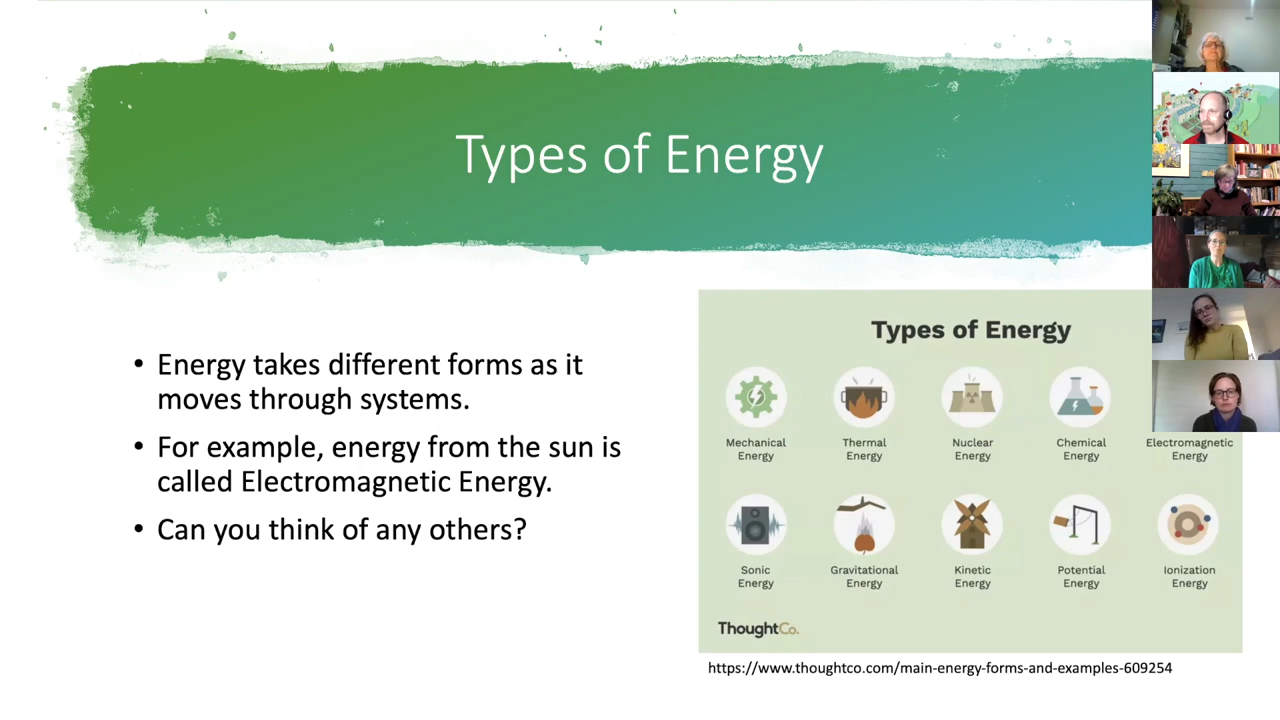 Types of Energy
• Energy takes different forms as it
moves through systems.
• For example, energy from the sun is
called Electromagnetic Energy.
• Can you think of any others?
Types of Energy
Mechanical
Energy
Thermal
Energy
Nuclear
Energy
Chemical
Energy
Electromagnetic
Energy
Sonic
Energy
Gravitational
Energy
Kinetic
Energy
Potential
Energy
Ionization
Energy
ThoughtCo.
https://www.thoughtco.com/main-energy-forms-and-examples-609254